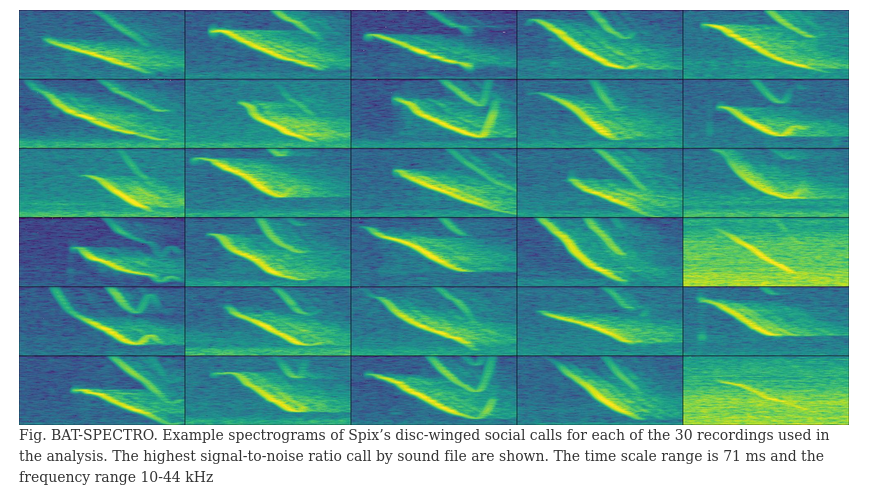 Fig. BAT-SPECTRO. Example spectrograms of Spix’s disc-winged social calls for each of the 30 recordings used in
the analysis. The highest signal-to-noise ratio call by sound file are shown. The time scale range is 71 ms and the
frequency range 10-44 kHz